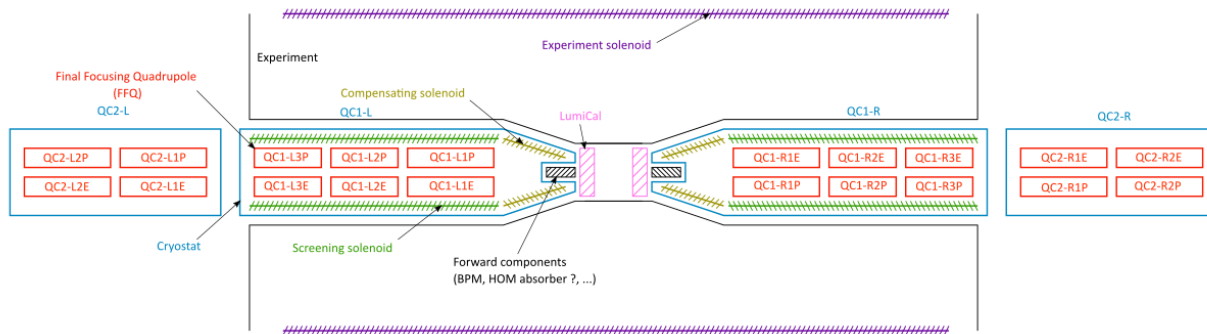 Experiment solenoid
Experiment
Final Focusing Quadrupole
(FFQ)
Compensating solenoid
QC2-L
QC1-L
LumiCal
QC1-R
QC2-R
QC2-L2P QC2-L1P QC1-L3P QC1-L2P QC1-L1P QC1-R1E QC1-R2E QC1-R3E QC2-R1E QC2-R2E
QC2-L2E QC2-L1E QC1-L3E QC1-L2E QC1-L1E QC1-R1P QC1-R2P QC1-R3P QC2-R1P QC2-R2P
Cryostat
Screening solenoid
Forward components
(BPM, HOM absorber ?, ...)